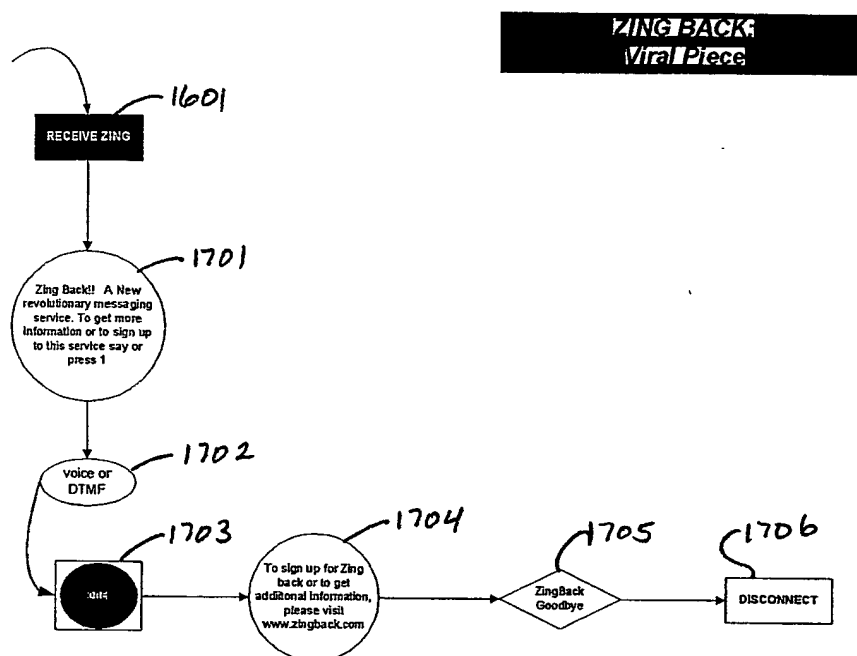 ZING BACK:
Viral Piece
1601
RECEIVE ZING
1701
Zing Back!! A New
revolutionary messaging
service. To get more
information or to sign up
to this service say or
press 1
1702
voice or
DTMF
1703
1704
To sign up for Zing
back or to get
additonal information,
please visit
www.zingback.com
1705
ZingBack
Goodbye
1706
DISCONNECT